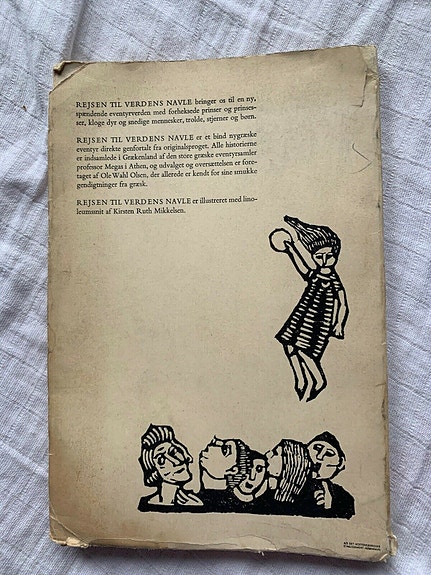 REJSEN TIL VERDENS NAVLE bringer os til en ny,
spændende eventyrverden med forheksede prinser og prinses-
ser, kloge dyr og snedige mennesker, trolde, stjerner og børn.
REJSEN TIL VERDENS NAVLE er et bind nygræske
eventyr direkte genfortalt fra originalsproget. Alle historierne
er indsamlede i Grækenland af den store græske eventyrsamler
professor Megas i Athen, og udvalget og oversættelsen er fore-
taget af Ole Wahl Olsen, der allerede er kendt for sine smukke
gendigtninger fra græsk.
REJSEN TIL VERDENS NAVLE er illustreret med lino-
leumssnit af Kirsten Ruth Mikkelsen.